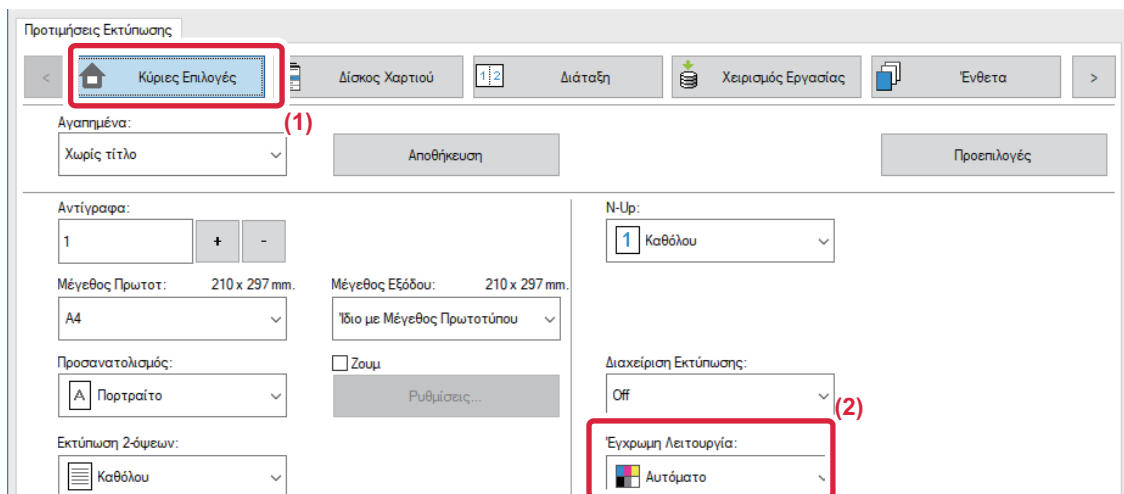 Προτιμήσεις Εκτύπωσης
< Κύριες Επιλογές Δίσκος Χαρτιού 1 2 Διάταξη Χειρισμός Εργασίας Ένθετα >
(1)
Αγαπημένα:
Χωρίς τίτλο Αποθήκευση Προεπιλογές
Αντίγραφα: N-Up:
1 + - 1 Καθόλου
Μέγεθος Πρωτοτ: 210 x 297 mm. Μέγεθος Εξόδου: 210 x 297 mm.
A4 Ίδιο με Μέγεθος Πρωτοτύπου
Προσανατολισμός: Ζουμ Διαχείριση Εκτύπωσης:
A Πορτραίτο Ρυθμίσεις... Off
(2)
Εκτύπωση 2-όψεων: Έγχρωμη Λειτουργία:
Καθόλου Αυτόματο